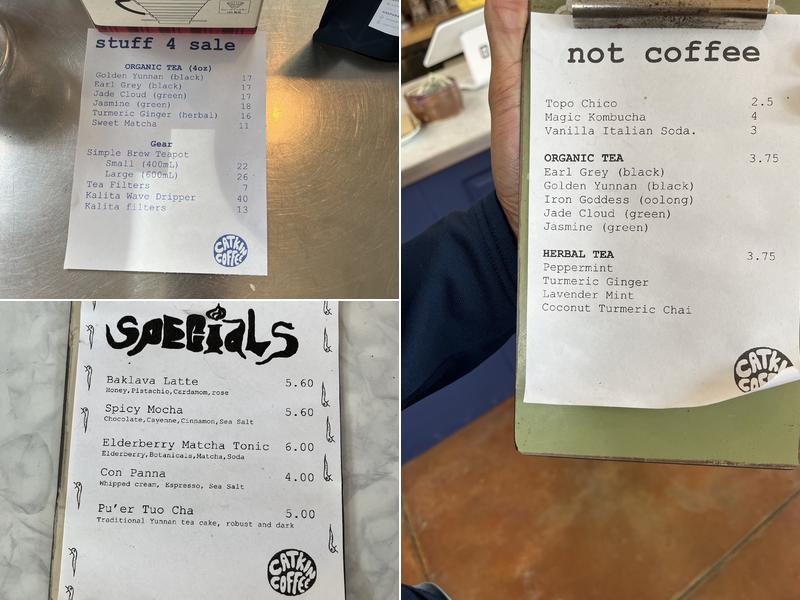 stuff 4 sale
ORGANIC TEA (4oz)
Golden Yunnan (black) 17
Earl Grey (black) 17
Jade Cloud (green) 17
Jasmine (green) 18
Turmeric Ginger (herbal) 16
Sweet Matcha 11
Gear
Simple Brew Teapot
Small (400mL) 22
Large (600mL) 26
Tea Filters 7
Kalita Wave Dripper 40
Kalita filters 13
CATKIN
COFFEE
not coffee
Topo Chico 2.5
Magic Kombucha 4
Vanilla Italian Soda. 3
ORGANIC TEA 3.75
Earl Grey (black)
Golden Yunnan (black)
Iron Goddess (oolong)
Jade Cloud (green)
Jasmine (green)
HERBAL TEA 3.75
Peppermint
Turmeric Ginger
Lavender Mint
Coconut Turmeric Chai
CATKIN
COFFEE
SPECIALS
Baklava Latte 5.60
Honey,Pistachio,Cardamom,rose
Spicy Mocha 5.60
Chocolate,Cayenne,Cinnamon,Sea Salt
Elderberry Matcha Tonic 6.00
Elderberry,Botanicals,Matcha,Soda
Con Panna 4.00
Whipped cream, Espresso, Sea Salt
Pu'er Tuo Cha 5.00
Traditional Yunnan tea cake, robust and dark
CATKIN
COFFEE